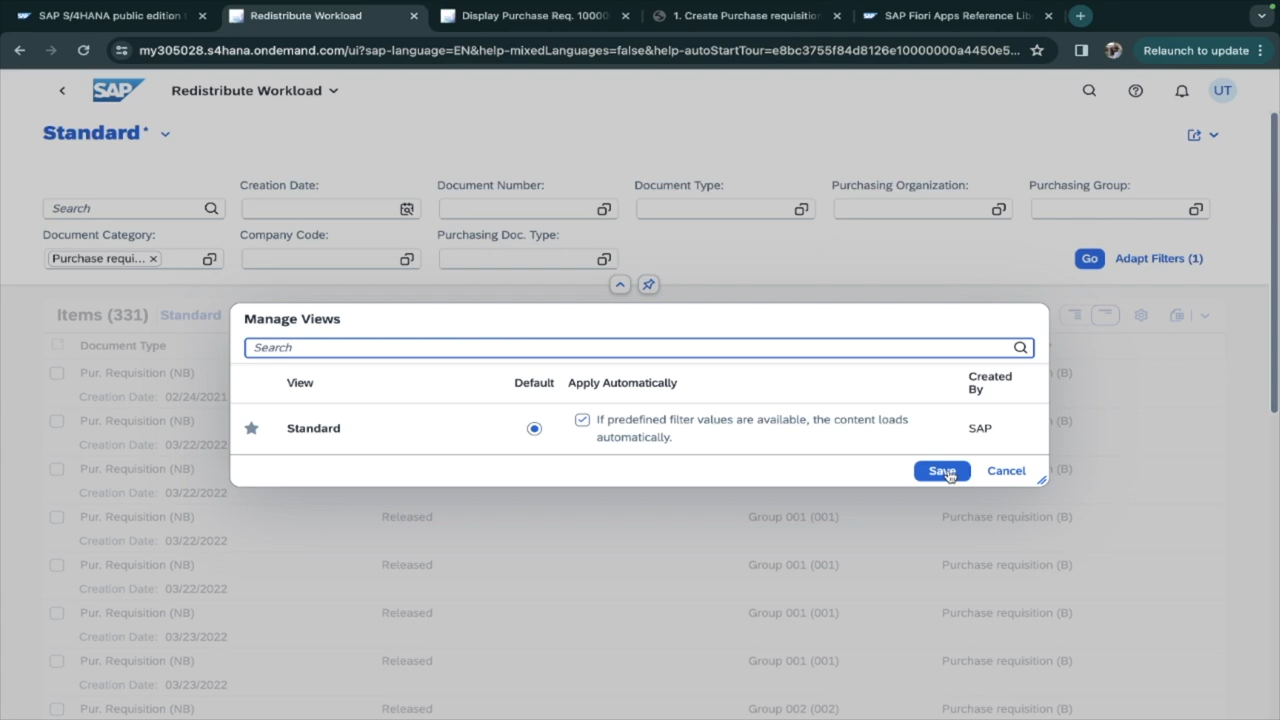 SAP S/4HANA public edition
Redistribute Workload
Display Purchase Req. 10000
1. Create Purchase requisition
SAP Fiori Apps Reference Lib
my305028.s4hana.ondemand.com/ui?sap-language=EN&help-mixedLanguages=false&help-autoStartTour=e8bc3755f84d8126e10000000a4450e5...
Relaunch to update
SAP
Redistribute Workload
UT
Standard*
Creation Date:
Document Number:
Document Type:
Purchasing Organization:
Purchasing Group:
Search
Document Category:
Company Code:
Purchasing Doc. Type:
Purchase requi...
Go
Adapt Filters (1)
Items (331)
Standard
Manage Views
Search
View
Default
Apply Automatically
Created
By
Standard
If predefined filter values are available, the content loads
automatically.
SAP
Save
Cancel
Document Type
Pur. Requisition (NB)
(B)
Creation Date: 02/24/2021
Pur. Requisition (NB)
(B)
Creation Date: 03/22/2022
Pur. Requisition (NB)
(B)
Creation Date: 03/22/2022
Pur. Requisition (NB)
Released
Group 001 (001)
Purchase requisition (B)
Creation Date: 03/22/2022
Pur. Requisition (NB)
Released
Group 001 (001)
Purchase requisition (B)
Creation Date: 03/22/2022
Pur. Requisition (NB)
Released
Group 001 (001)
Purchase requisition (B)
Creation Date: 03/23/2022
Pur. Requisition (NB)
Released
Group 001 (001)
Purchase requisition (B)
Creation Date: 03/23/2022
Pur. Requisition (NB)
Released
Group 002 (002)
Purchase requisition (B)